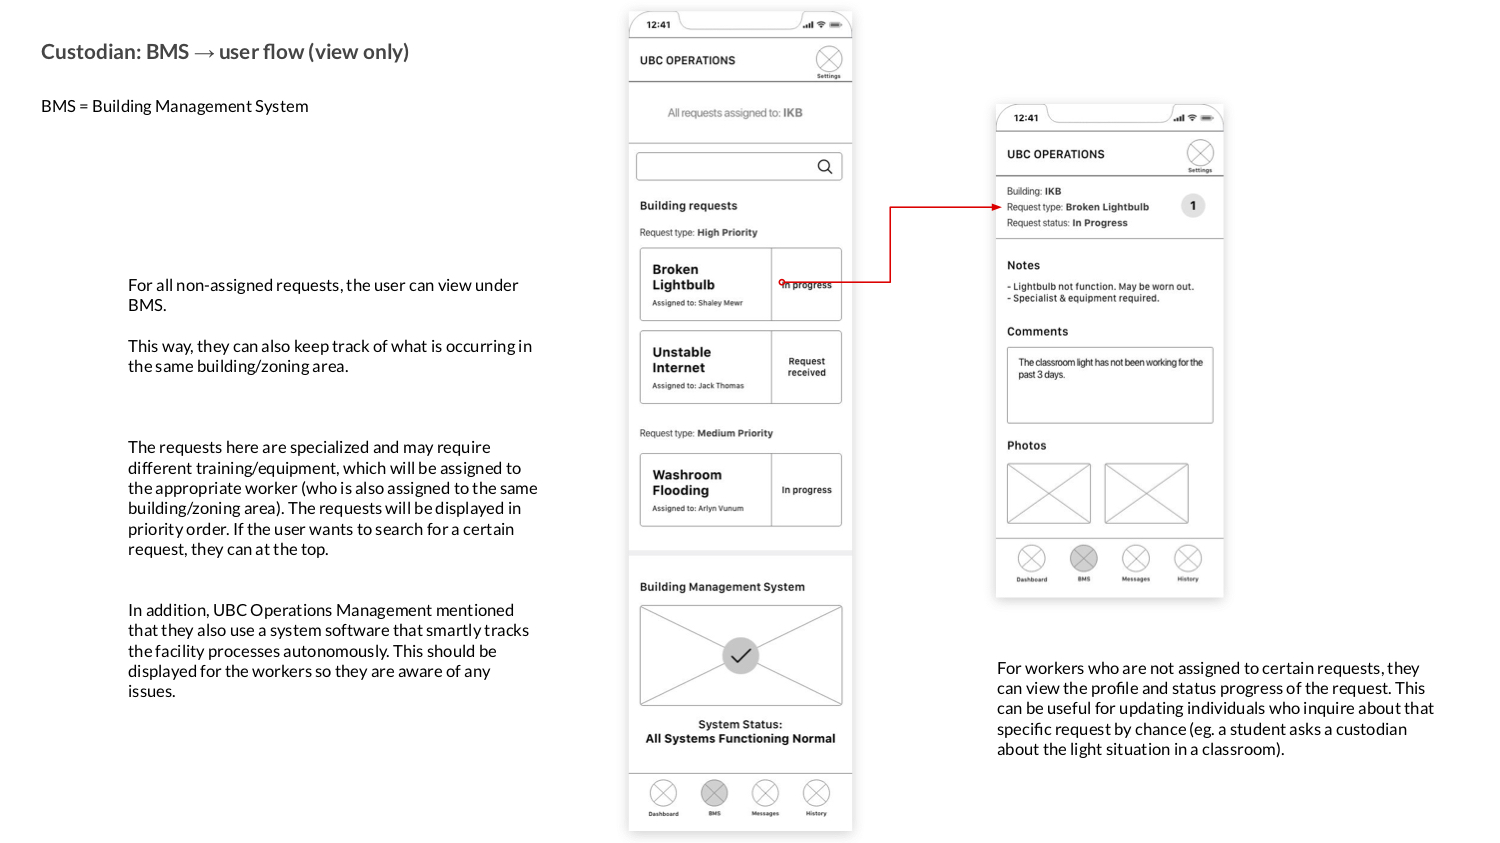 Custodian: BMS → user flow (view only)
BMS = Building Management System
For all non-assigned requests, the user can view under
BMS.
This way, they can also keep track of what is occurring in
the same building/zoning area.
The requests here are specialized and may require
different training/equipment, which will be assigned to
the appropriate worker (who is also assigned to the same
building/zoning area). The requests will be displayed in
priority order. If the user wants to search for a certain
request, they can at the top.
In addition, UBC Operations Management mentioned
that they also use a system software that smartly tracks
the facility processes autonomously. This should be
displayed for the workers so they are aware of any
issues.
12:41
UBC OPERATIONS
Settings
All requests assigned to: IKB
Building requests
Request type: High Priority
Broken
Lightbulb
Assigned to: Shaley Mewr
In progress
Unstable
Internet
Assigned to: Jack Thomas
Request
received
Request type: Medium Priority
Washroom
Flooding
Assigned to: Arlyn Vunum
In progress
Building Management System
System Status:
All Systems Functioning Normal
Dashboard
BMS
Messages
History
12:41
UBC OPERATIONS
Settings
Building: IKB
Request type: Broken Lightbulb
Request status: In Progress
1
Notes
- Lightbulb not function. May be worn out.
- Specialist & equipment required.
Comments
The classroom light has not been working for the
past 3 days.
Photos
Dashboard
BMS
Messages
History
For workers who are not assigned to certain requests, they
can view the profile and status progress of the request. This
can be useful for updating individuals who inquire about that
specific request by chance (eg. a student asks a custodian
about the light situation in a classroom).